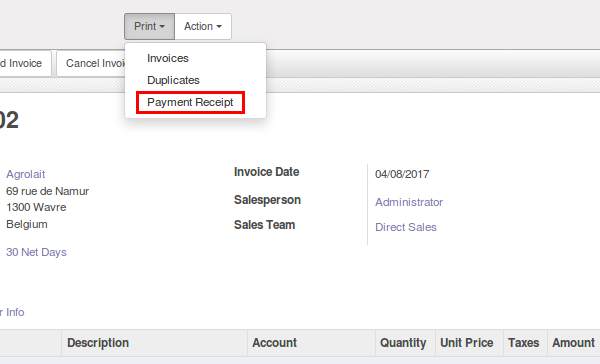 Print Action
Invoices
Duplicates
Payment Receipt
d Invoice Cancel Invoi
02
Agrolait
69 rue de Namur
1300 Wavre
Belgium
30 Net Days
Invoice Date 04/08/2017
Salesperson Administrator
Sales Team Direct Sales
r Info
Description Account Quantity Unit Price Taxes Amount